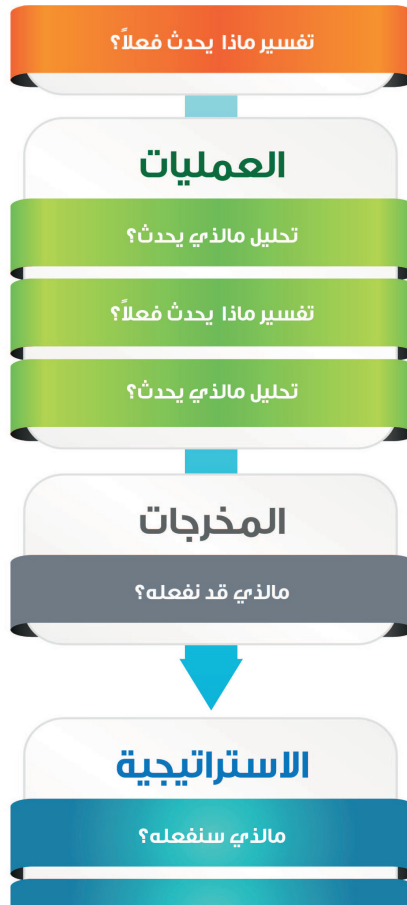 تفسير ماذا يحدث فعلاً؟
العمليات
تحليل مالذي يحدث؟
تفسير ماذا يحدث فعلاً؟
تحليل مالذي يحدث؟
المخرجات
مالذي قد نفعله؟
الاستراتيجية
مالذي سنفعله؟